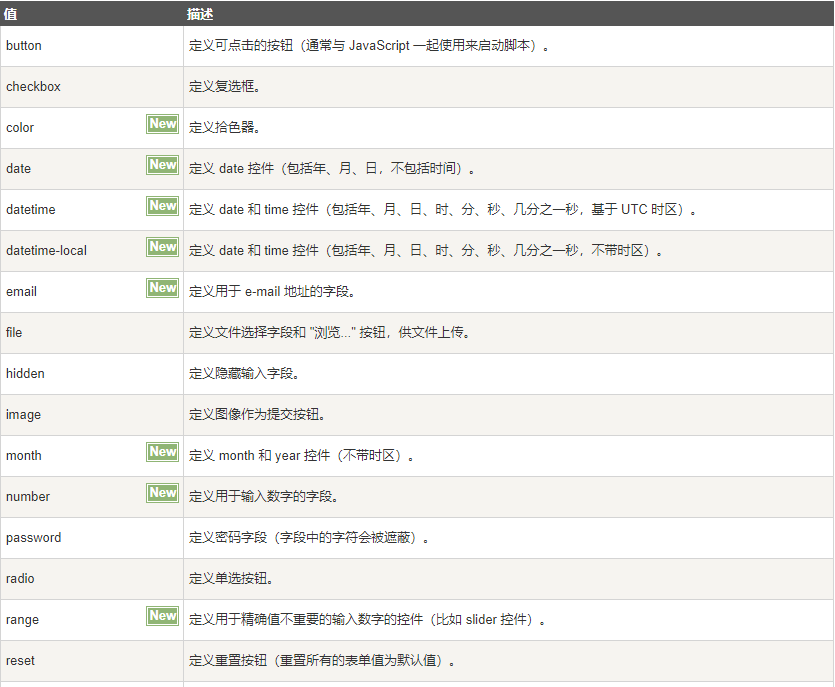 值 描述
button 定义可点击的按钮（通常与 JavaScript 一起使用来启动脚本）。
checkbox 定义复选框。
color New 定义拾色器。
date New 定义 date 控件（包括年、月、日，不包括时间）。
datetime New 定义 date 和 time 控件（包括年、月、日、时、分、秒、几分之一秒，基于 UTC 时区）。
datetime-local New 定义 date 和 time 控件（包括年、月、日、时、分、秒、几分之一秒，不带时区）。
email New 定义用于 e-mail 地址的字段。
file 定义文件选择字段和 "浏览..." 按钮，供文件上传。
hidden 定义隐藏输入字段。
image 定义图像作为提交按钮。
month New 定义 month 和 year 控件（不带时区）。
number New 定义用于输入数字的字段。
password 定义密码字段（字段中的字符会被遮蔽）。
radio 定义单选按钮。
range New 定义用于精确值不重要的输入数字的控件（比如 slider 控件）。
reset 定义重置按钮（重置所有的表单值为默认值）。